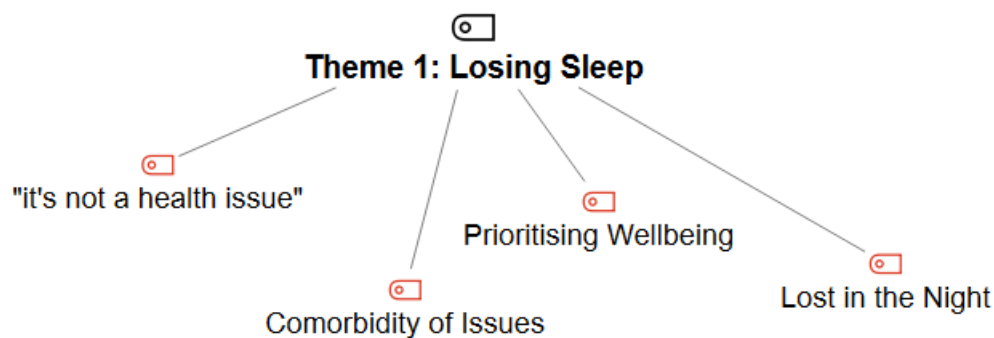 Theme 1: Losing Sleep
"it's not a health issue"
Prioritising Wellbeing
Lost in the Night
Comorbidity of Issues